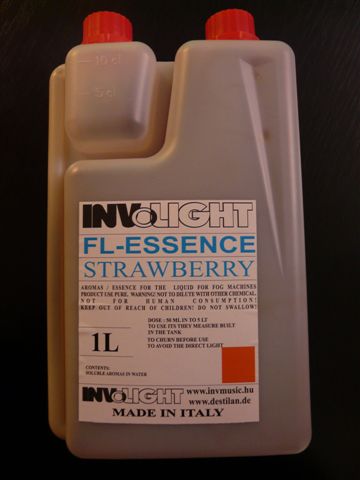 10 cl
5 cl
INVOLIGHT
FL-ESSENCE
STRAWBERRY
AROMAS / ESSENCE FOR THE LIQUID FOR FOG MACHINES
PRODUCT USE PURE. WARNING! NOT TO DILUTE WITH OTHER CHEMICAL.
NOT FOR HUMAN CONSUMPTION!
KEEP OUT OF REACH OF CHILDREN! DO NOT SWALLOW!
1L
DOSE : 50 ML IN TO 5 LT
TO USE ITS THEY MEASURE BUILT
IN THE TANK
TO CHURN BEFORE USE
TO AVOID THE DIRECT LIGHT
CONTENTS:
SOLUBLE AROMAS IN WATER
INVOLIGHT
www.invmusic.hu
www.destilan.de
MADE IN ITALY